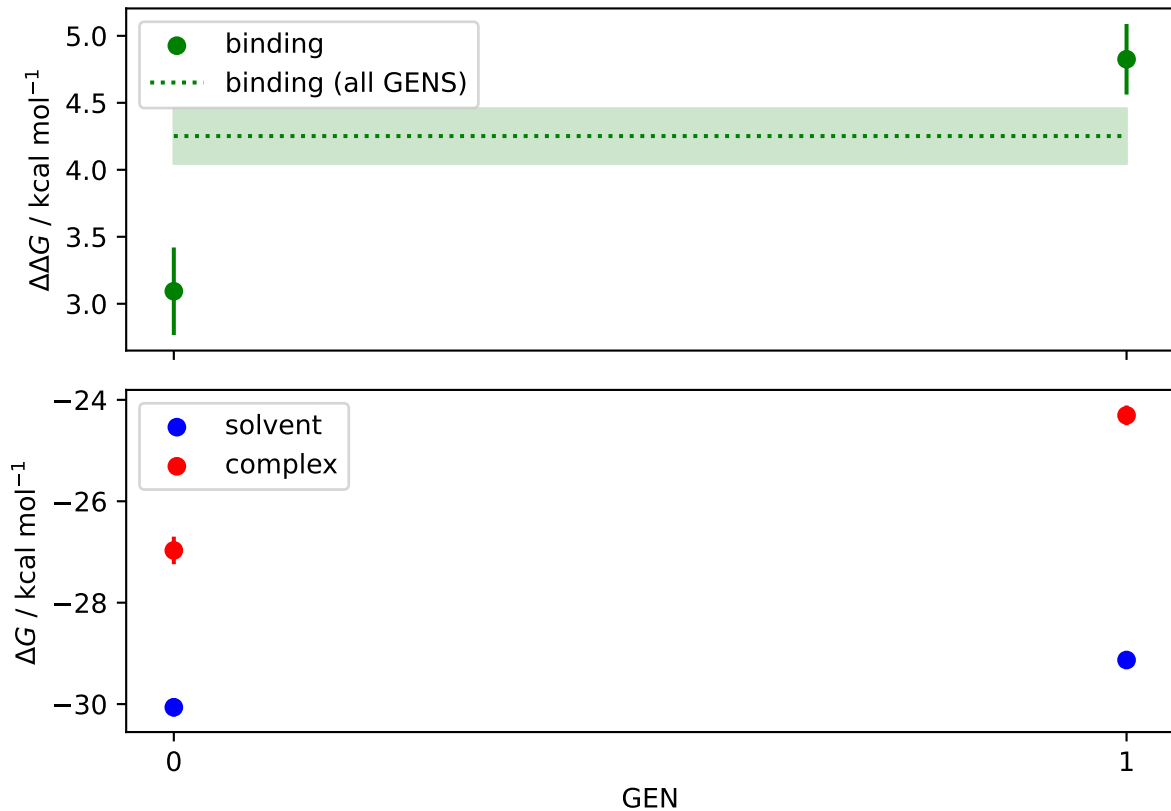 binding
binding (all GENS)
ΔΔG / kcal mol⁻¹
5.0
4.5
4.0
3.5
3.0
solvent
complex
ΔG / kcal mol⁻¹
−24
−26
−28
−30
0
1
GEN